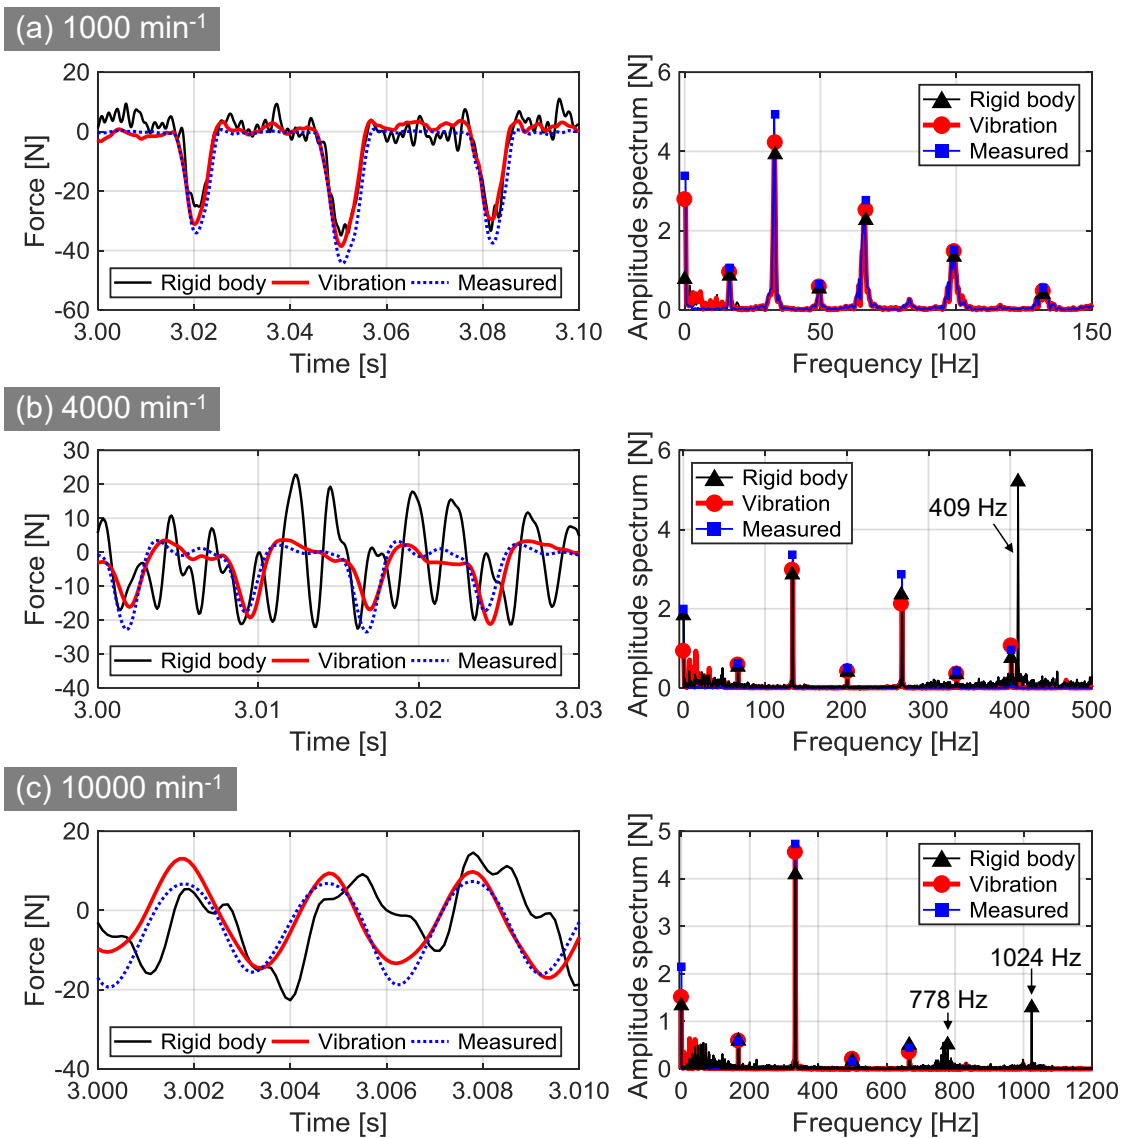 (a) 1000 min-1
20
0
-20
-40
-60
Force [N]
Rigid body Vibration Measured
3.00 3.02 3.04 3.06 3.08 3.10
Time [s]
6
4
2
0
Amplitude spectrum [N]
Rigid body
Vibration
Measured
0 50 100 150
Frequency [Hz]
(b) 4000 min-1
30
20
10
0
-10
-20
-30
-40
Force [N]
Rigid body Vibration Measured
3.00 3.01 3.02 3.03
Time [s]
6
4
2
0
Amplitude spectrum [N]
Rigid body
Vibration
Measured
409 Hz
0 100 200 300 400 500
Frequency [Hz]
(c) 10000 min-1
20
0
-20
-40
Force [N]
Rigid body Vibration Measured
3.000 3.002 3.004 3.006 3.008 3.010
Time [s]
5
4
3
2
1
0
Amplitude spectrum [N]
Rigid body
Vibration
Measured
1024 Hz
778 Hz
0 200 400 600 800 1000 1200
Frequency [Hz]